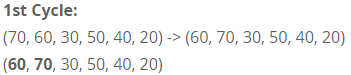 1st Cycle:
(70, 60, 30, 50, 40, 20) -> (60, 70, 30, 50, 40, 20)
(60, 70, 30, 50, 40, 20)